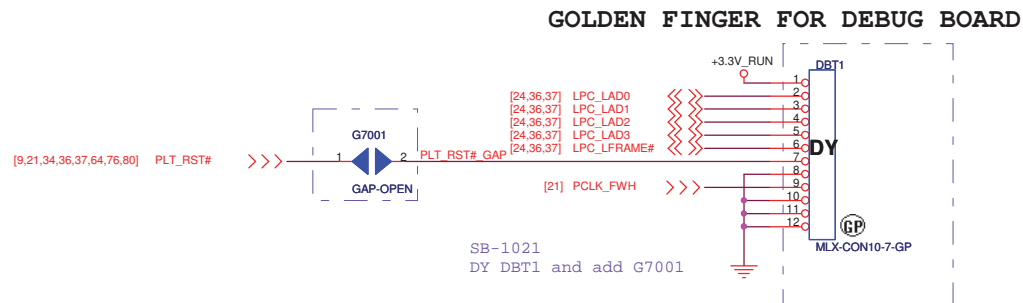 GOLDEN FINGER FOR DEBUG BOARD
+3.3V_RUN
DBT1
1
[24,36,37] LPC_LAD0 2
[24,36,37] LPC_LAD1 3
[24,36,37] LPC_LAD2 4
[24,36,37] LPC_LAD3 5
[24,36,37] LPC_LFRAME# 6
DY
G7001
[9,21,34,36,37,64,76,80] PLT_RST# 1 2 PLT_RST#_GAP 7
GAP-OPEN
8
[21] PCLK_FWH 9
10
11
12
GP
MLX-CON10-7-GP
SB-1021
DY DBT1 and add G7001